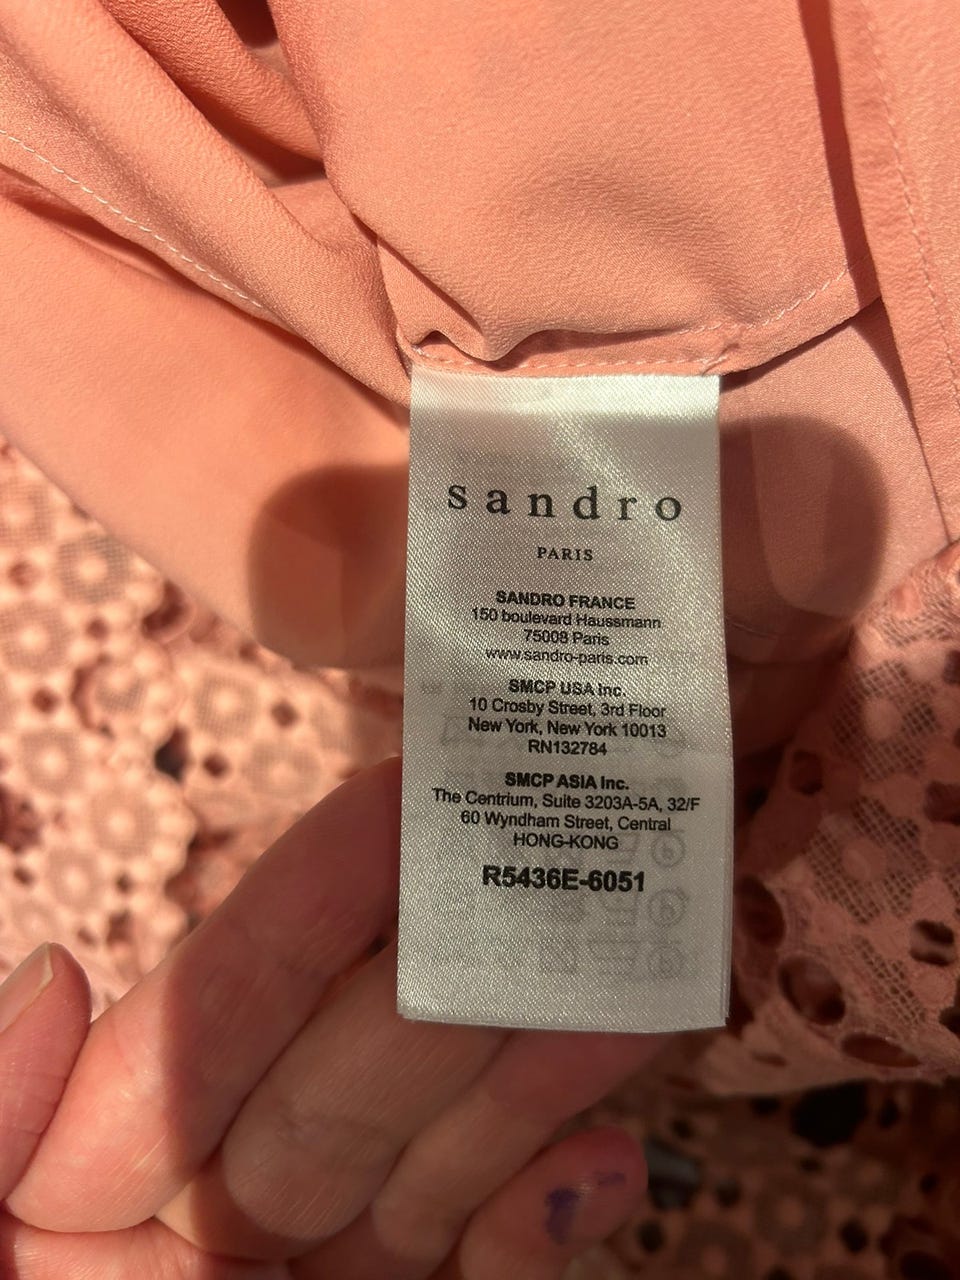 sandro
PARIS
SANDRO FRANCE
150 boulevard Haussmann
75008 Paris
www.sandro-paris.com
SMCP USA Inc.
10 Crosby Street, 3rd Floor
New York, New York 10013
RN132784
SMCP ASIA Inc.
The Centrium, Suite 3203A-5A, 32/F
60 Wyndham Street, Central
HONG-KONG
R5436E-6051